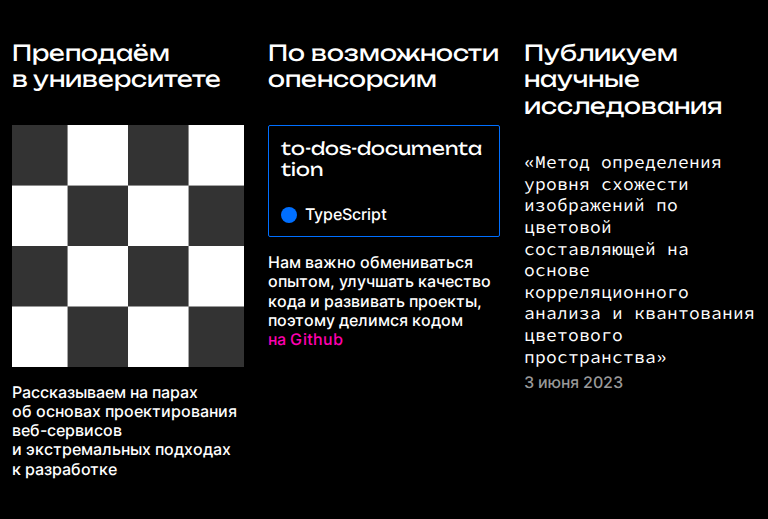 Преподаём
в университете
Рассказываем на парах
об основах проектирования
веб-сервисов
и экстремальных подходах
к разработке
По возможности
опенсорсим
to-dos-documenta
tion
TypeScript
Нам важно обмениваться
опытом, улучшать качество
кода и развивать проекты,
поэтому делимся кодом
на Github
Публикуем
научные
исследования
«Метод определения
уровня схожести
изображений по
цветовой
составляющей на
основе
корреляционного
анализа и квантования
цветового
пространства»
3 июня 2023